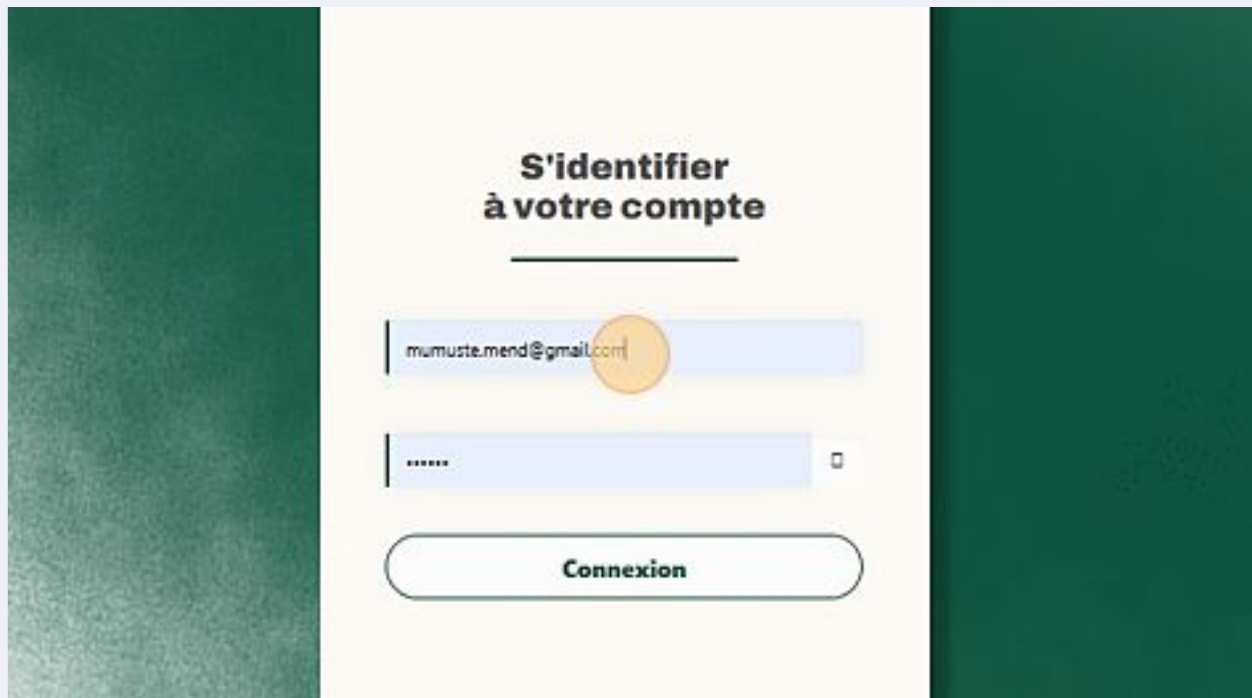 S'identifier
à votre compte
mumuste.mend@gmail.com
••••••
Connexion